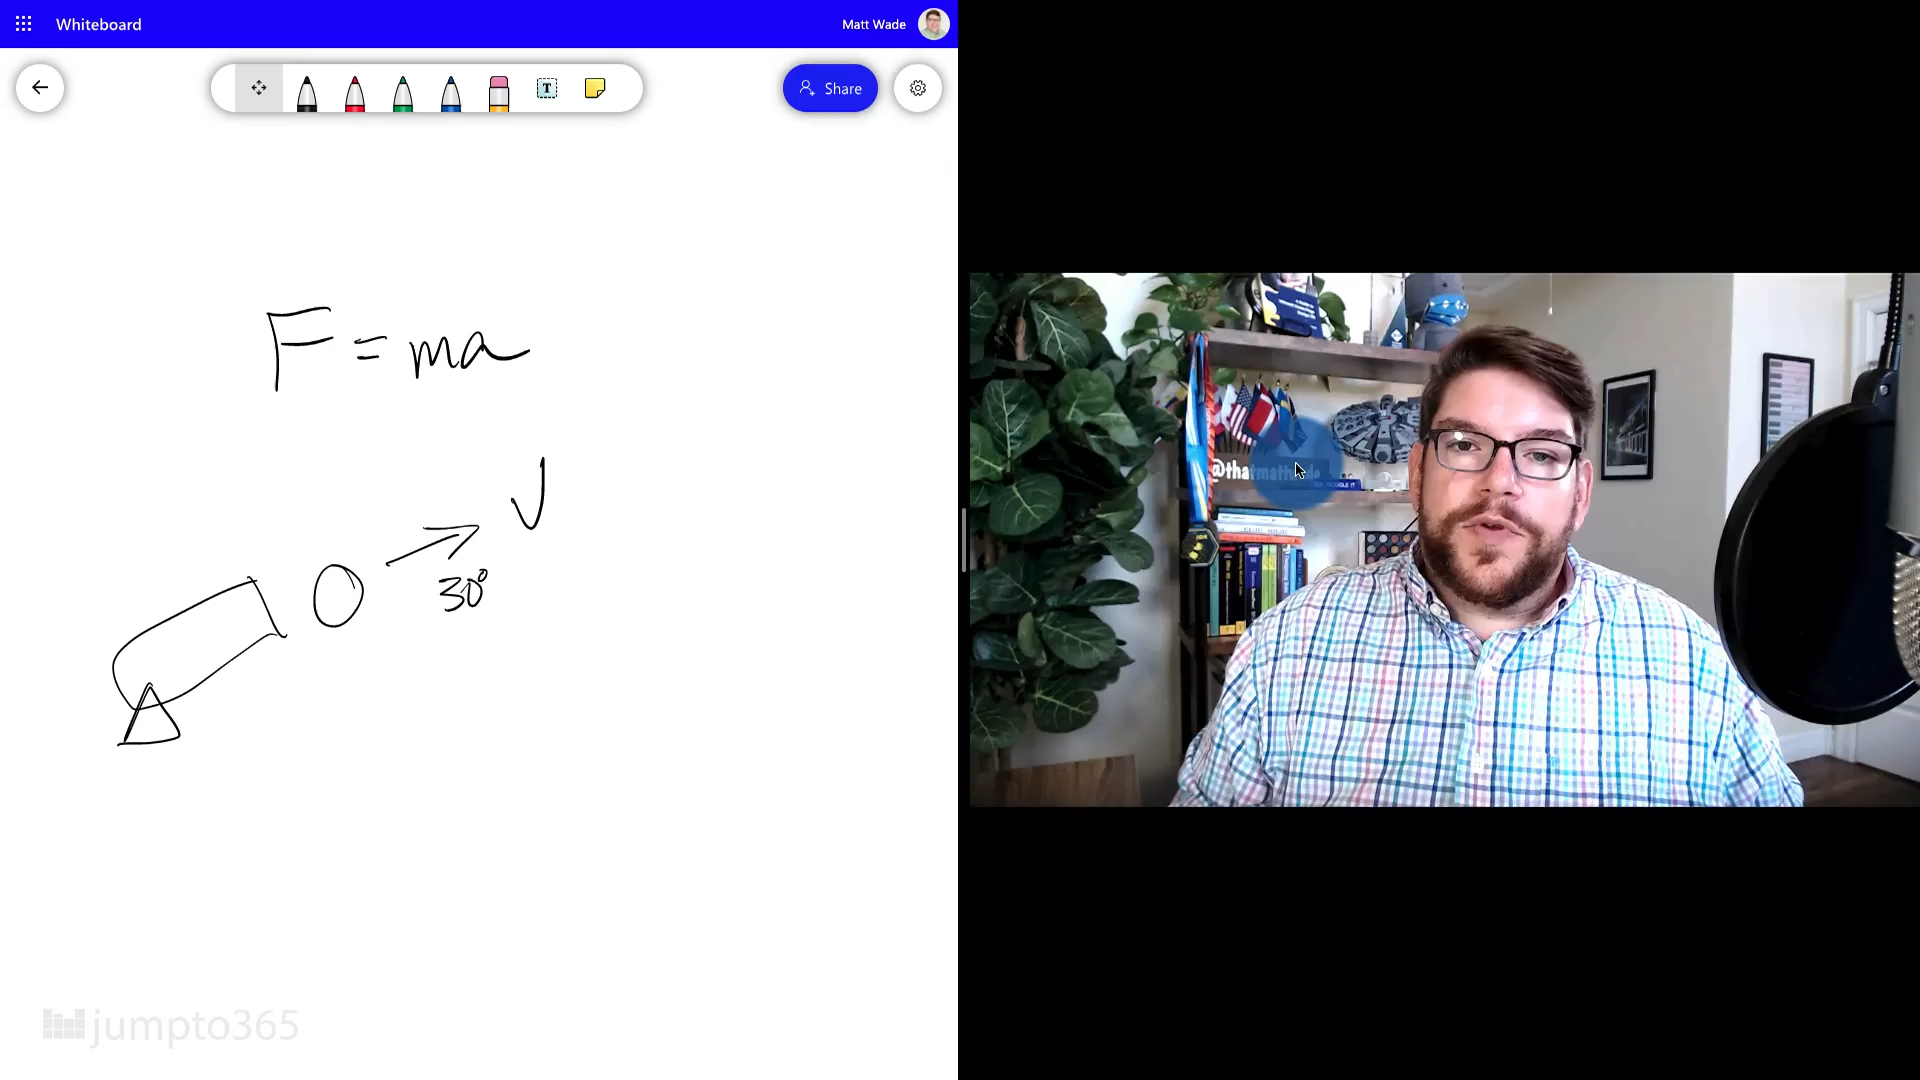 Whiteboard
Matt Wade
T
Share
F = ma
V
30°
@thatmattwade
jumpto365